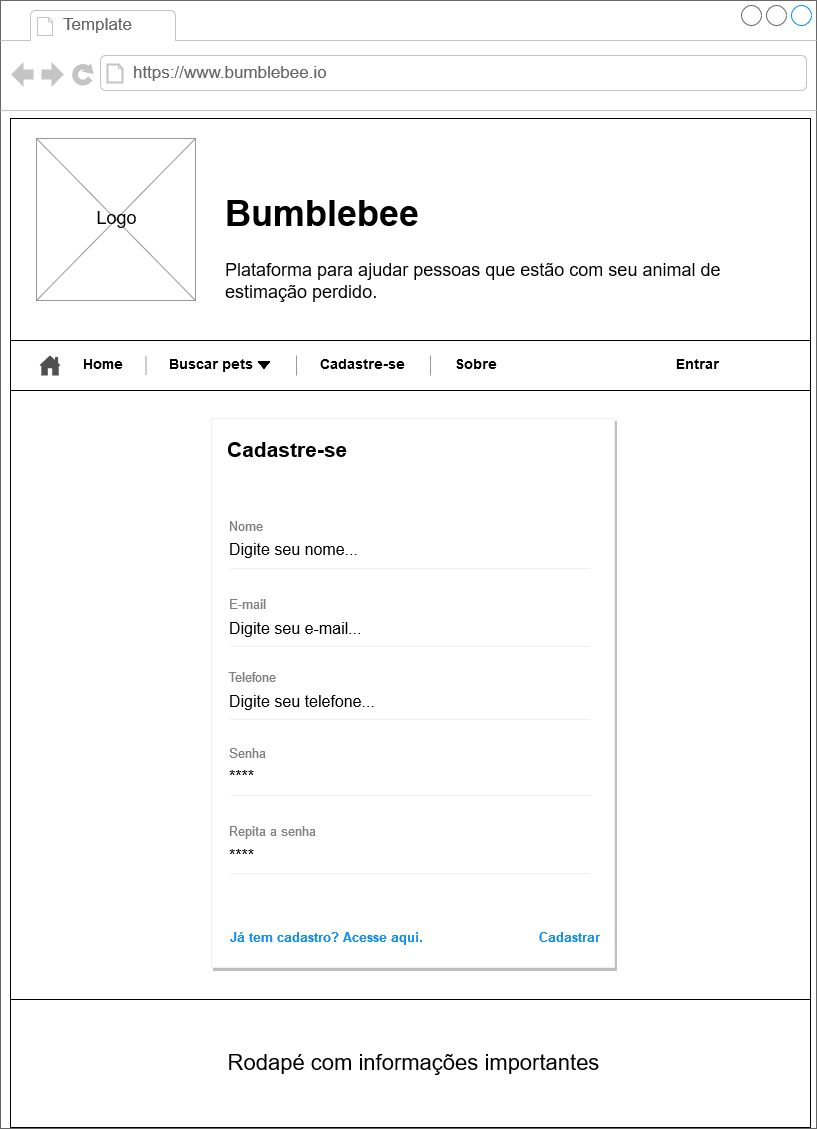 Template
https://www.bumblebee.io
Logo
Bumblebee
Plataforma para ajudar pessoas que estão com seu animal de
estimação perdido.
Home
Buscar pets
Cadastre-se
Sobre
Entrar
Cadastre-se
Nome
Digite seu nome...
E-mail
Digite seu e-mail...
Telefone
Digite seu telefone...
Senha
****
Repita a senha
****
Já tem cadastro? Acesse aqui.
Cadastrar
Rodapé com informações importantes